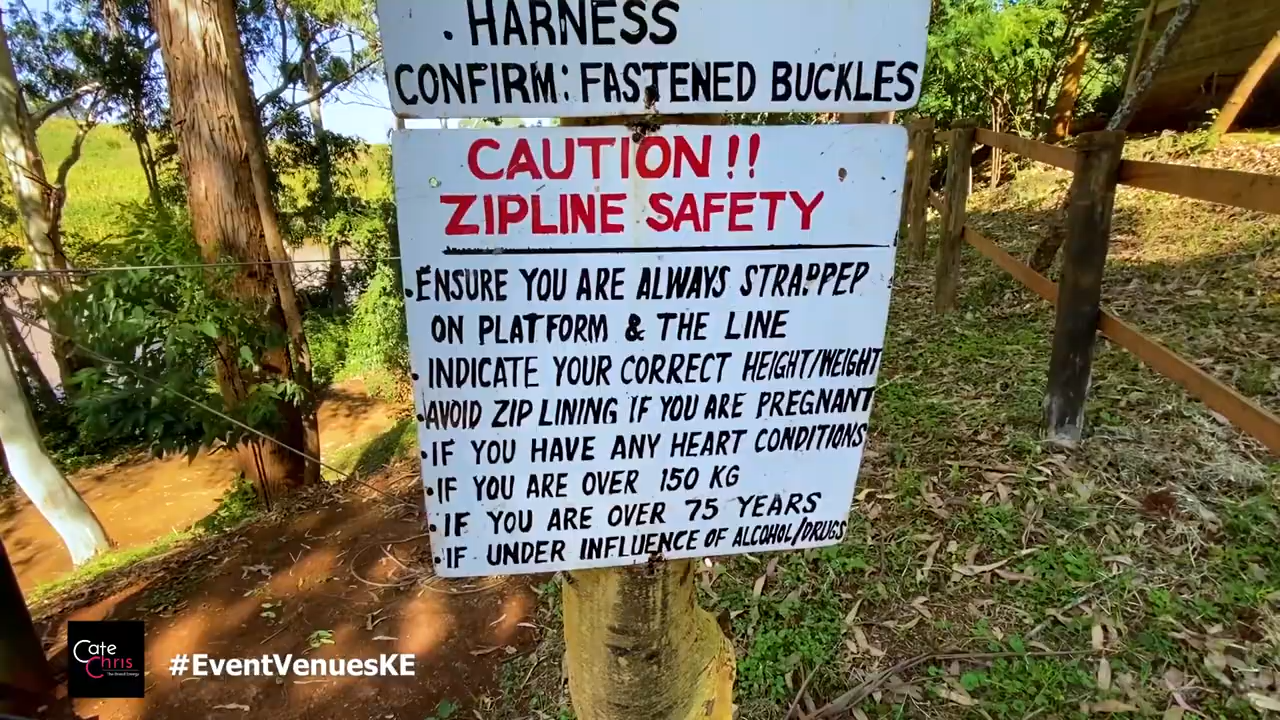 . HARNESS
CONFIRM: FASTENED BUCKLES
CAUTION!!
ZIPLINE SAFETY
• ENSURE YOU ARE ALWAYS STRAPPEP
ON PLATFORM & THE LINE
• INDICATE YOUR CORRECT HEIGHT/WEIGHT
• AVOID ZIP LINING IF YOU ARE PREGNANT
• IF YOU HAVE ANY HEART CONDITIONS
• IF YOU ARE OVER 150 KG
• IF YOU ARE OVER 75 YEARS
• IF UNDER INFLUENCE OF ALCOHOL/DRUGS
Cate
Chris
#EventVenuesKE